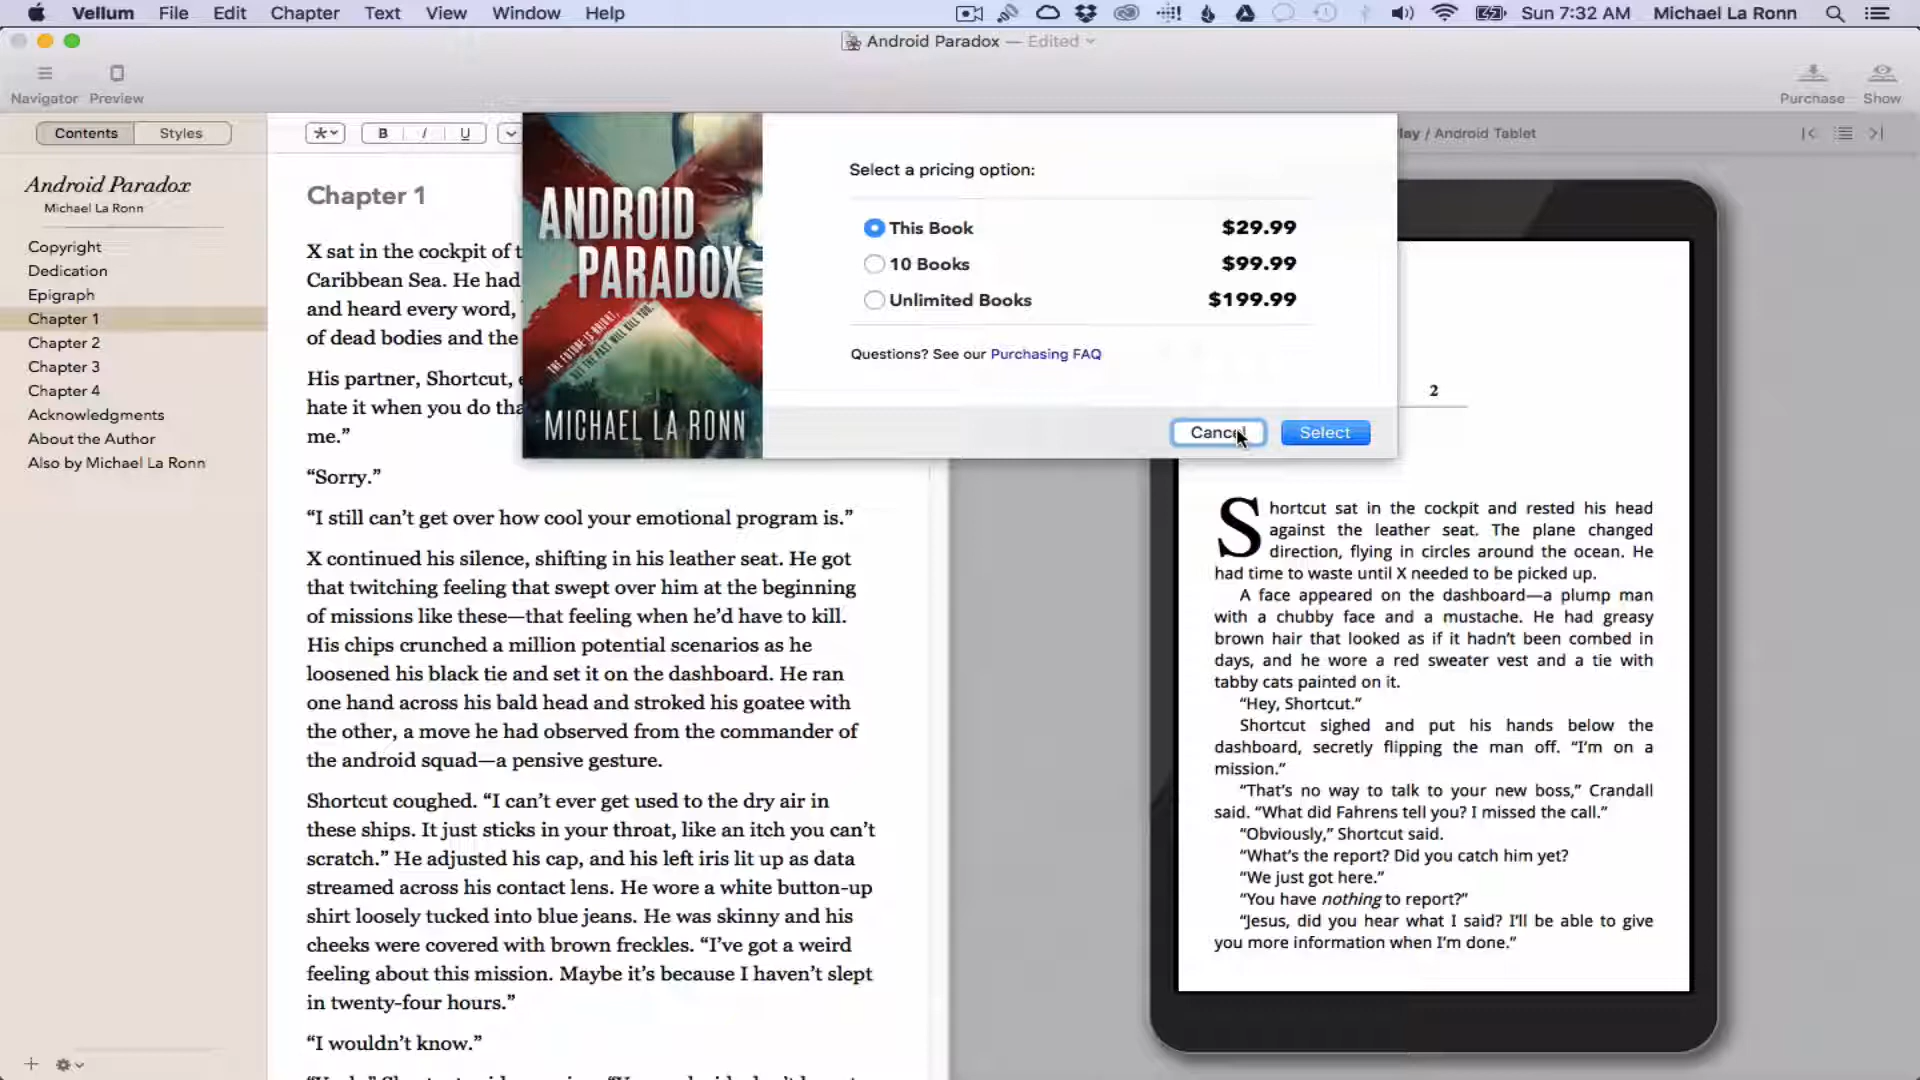 Vellum File Edit Chapter Text View Window Help Sun 7:32 AM Michael La Ronn
Android Paradox — Edited
Navigator Preview Purchase Show
Contents Styles
B I U
lay / Android Tablet
Android Paradox
Michael La Ronn
Copyright
Dedication
Epigraph
Chapter 1
Chapter 2
Chapter 3
Chapter 4
Acknowledgments
About the Author
Also by Michael La Ronn
Chapter 1
X sat in the cockpit of t
Caribbean Sea. He had
and heard every word,
of dead bodies and the
His partner, Shortcut, e
hate it when you do tha
me.”
“Sorry.”
“I still can’t get over how cool your emotional program is.”
X continued his silence, shifting in his leather seat. He got
that twitching feeling that swept over him at the beginning
of missions like these—that feeling when he’d have to kill.
His chips crunched a million potential scenarios as he
loosened his black tie and set it on the dashboard. He ran
one hand across his bald head and stroked his goatee with
the other, a move he had observed from the commander of
the android squad—a pensive gesture.
Shortcut coughed. “I can’t ever get used to the dry air in
these ships. It just sticks in your throat, like an itch you can’t
scratch.” He adjusted his cap, and his left iris lit up as data
streamed across his contact lens. He wore a white button-up
shirt loosely tucked into blue jeans. He was skinny and his
cheeks were covered with brown freckles. “I’ve got a weird
feeling about this mission. Maybe it’s because I haven’t slept
in twenty-four hours.”
“I wouldn’t know.”
ANDROID
PARADOX
THE FUTURE IS BRIGHT,
BUT THE PAST WILL KILL YOU.
MICHAEL LA RONN
Select a pricing option:
This Book $29.99
10 Books $99.99
Unlimited Books $199.99
Questions? See our Purchasing FAQ
Cancel Select
2
Shortcut sat in the cockpit and rested his head
against the leather seat. The plane changed
direction, flying in circles around the ocean. He
had time to waste until X needed to be picked up.
A face appeared on the dashboard—a plump man
with a chubby face and a mustache. He had greasy
brown hair that looked as if it hadn’t been combed in
days, and he wore a red sweater vest and a tie with
tabby cats painted on it.
“Hey, Shortcut.”
Shortcut sighed and put his hands below the
dashboard, secretly flipping the man off. “I’m on a
mission.”
“That’s no way to talk to your new boss,” Crandall
said. “What did Fahrens tell you? I missed the call.”
“Obviously,” Shortcut said.
“What’s the report? Did you catch him yet?
“We just got here.”
“You have nothing to report?”
“Jesus, did you hear what I said? I’ll be able to give
you more information when I’m done.”